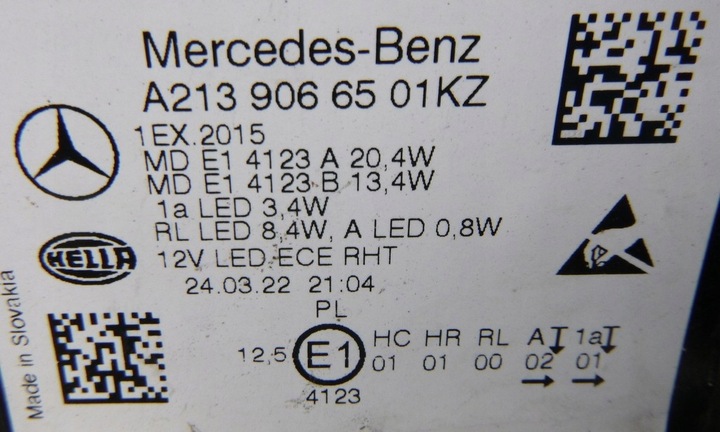 Mercedes-Benz
A213 906 65 01KZ
1EX.2015
MD E1 4123 A 20,4W
MD E1 4123 B 13,4W
1a LED 3,4W
RL LED 8,4W, A LED 0,8W
HELLA
12V LED ECE RHT
24.03.22 21:04
PL
Made in Slovakia
12,5 E1 HC HR RL A 1a
01 01 00 02 01
4123